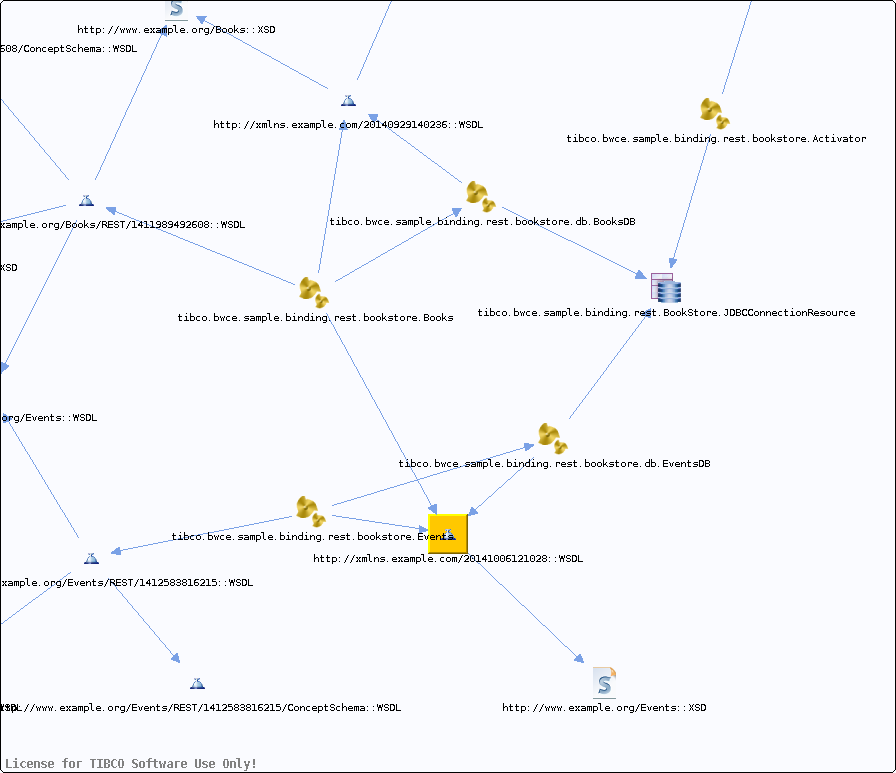 http://www.example.org/Books::XSD
508/ConceptSchema::WSDL
http://xmlns.example.com/20140929140236::WSDL
tibco.bwce.sample.binding.rest.bookstore.Activator
tibco.bwce.sample.binding.rest.bookstore.db.BooksDB
xample.org/Books/REST/1411989492608::WSDL
XSD
tibco.bwce.sample.binding.rest.BookStore.JDBCConnectionResource
tibco.bwce.sample.binding.rest.bookstore.Books
org/Events::WSDL
tibco.bwce.sample.binding.rest.bookstore.db.EventsDB
tibco.bwce.sample.binding.rest.bookstore.Events
http://xmlns.example.com/20141006121028::WSDL
xample.org/Events/REST/1412583816215::WSDL
//www.example.org/Events/REST/1412583816215/ConceptSchema::WSDL
http://www.example.org/Events::XSD
License for TIBCO Software Use Only!